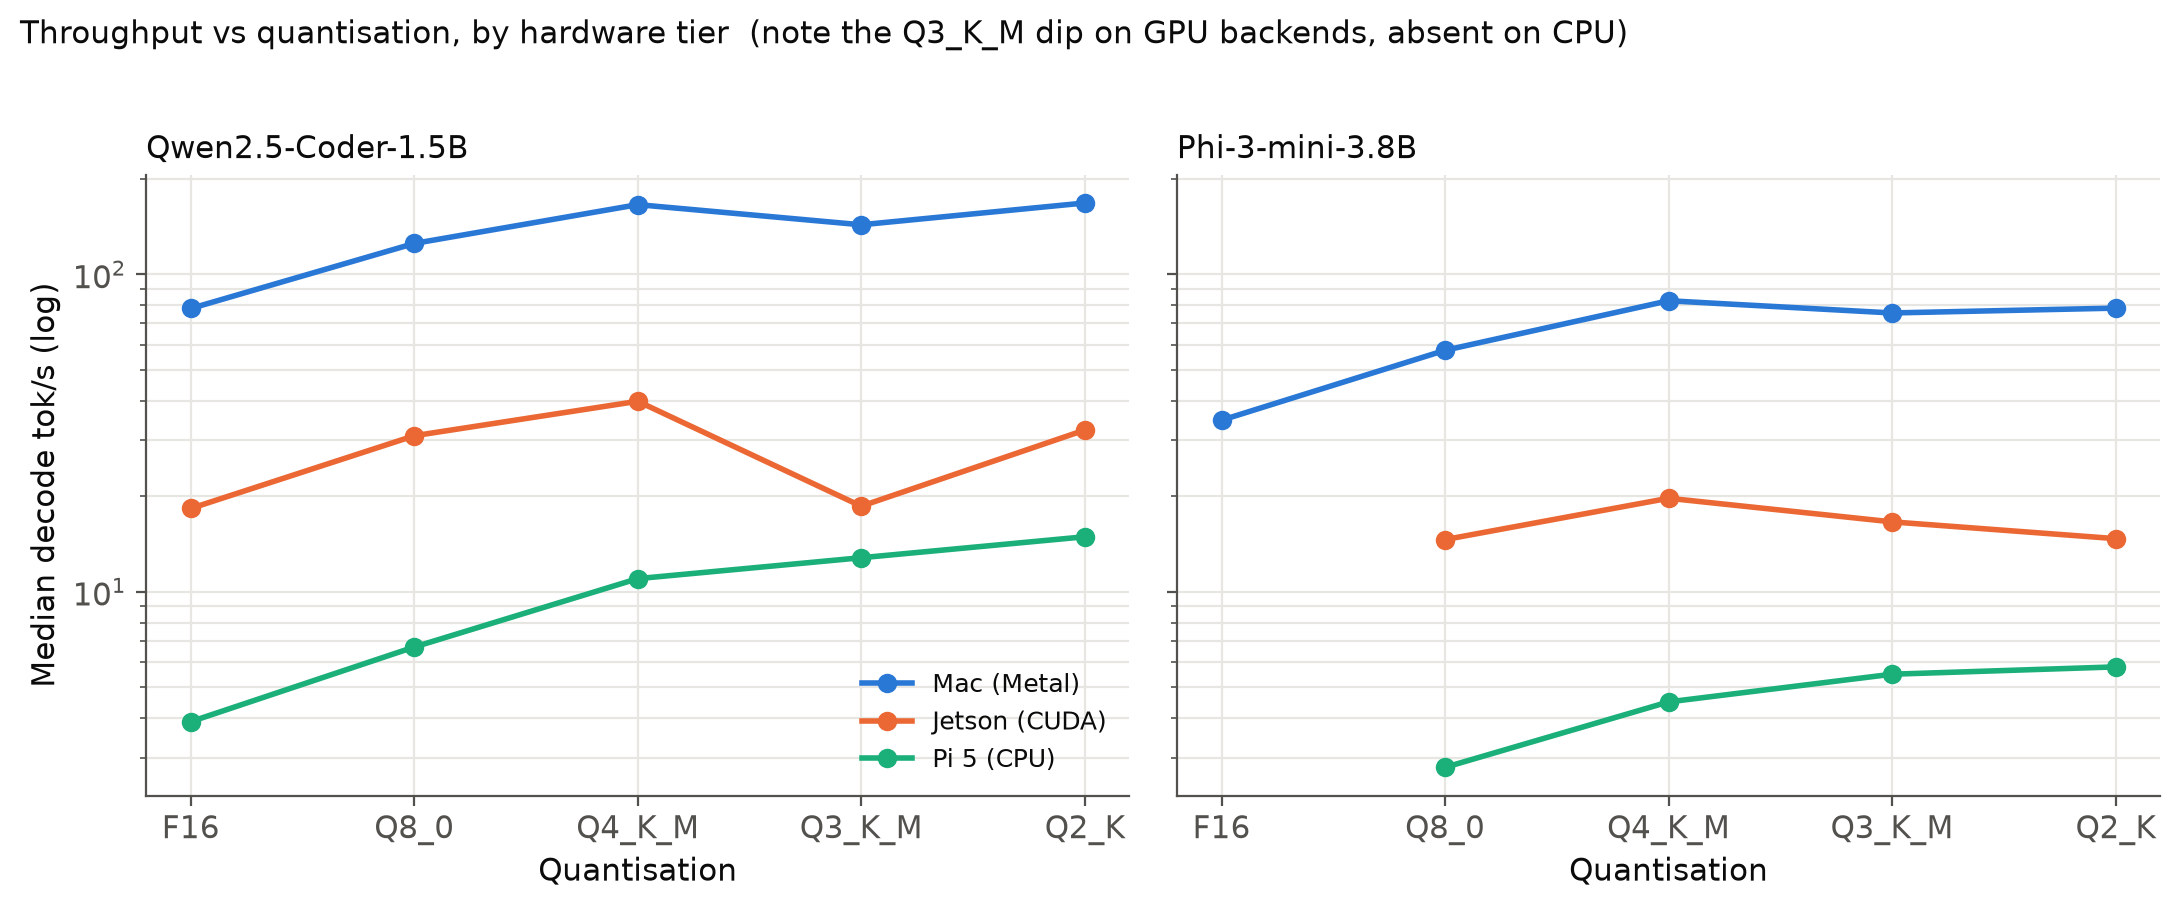 Throughput vs quantisation, by hardware tier  (note the Q3_K_M dip on GPU backends, absent on CPU)
Qwen2.5-Coder-1.5B
Median decode tok/s (log)
10²
10¹
Mac (Metal)
Jetson (CUDA)
Pi 5 (CPU)
F16 Q8_0 Q4_K_M Q3_K_M Q2_K
Quantisation
Phi-3-mini-3.8B
F16 Q8_0 Q4_K_M Q3_K_M Q2_K
Quantisation